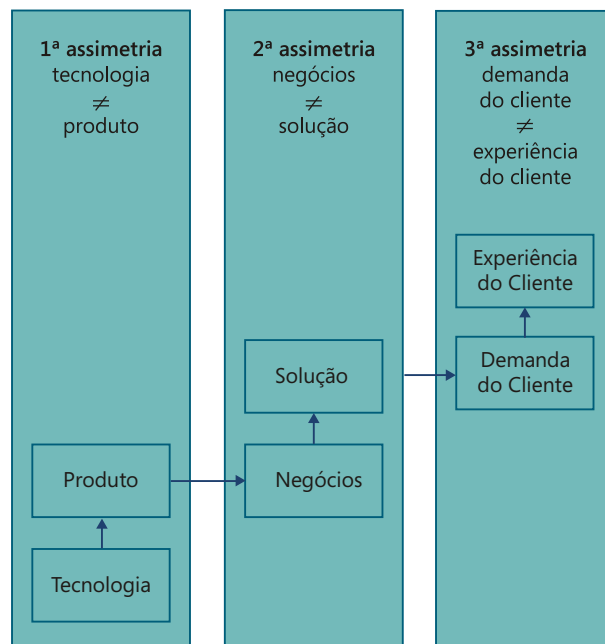 1ª assimetria
tecnologia
≠
produto
2ª assimetria
negócios
≠
solução
3ª assimetria
demanda
do cliente
≠
experiência
do cliente
Experiência
do Cliente
Solução
Demanda
do Cliente
Produto
Negócios
Tecnologia